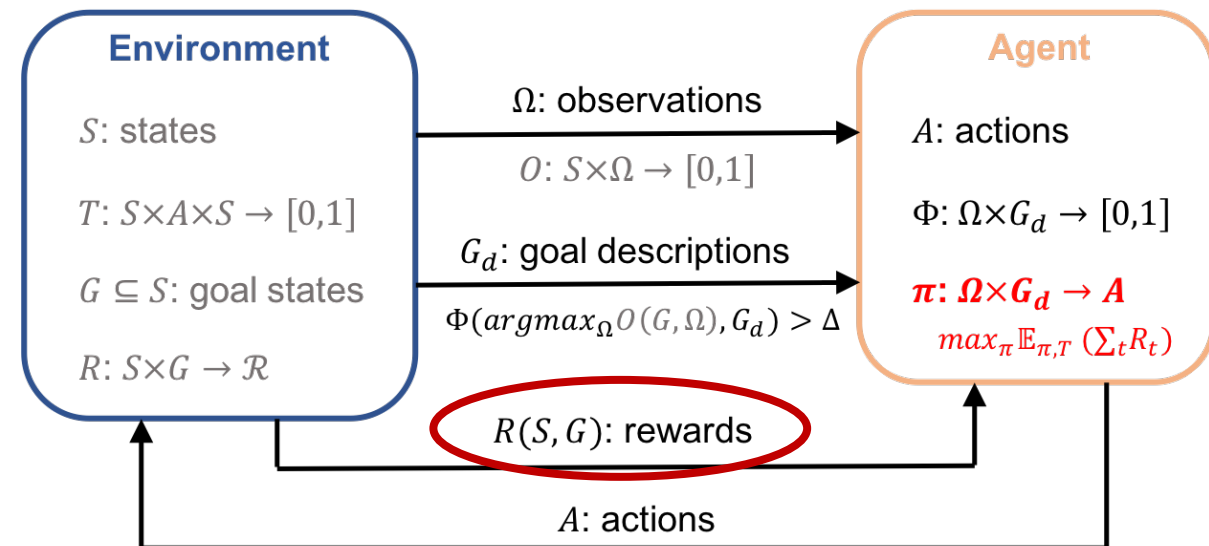 Environment
S: states
T: S×A×S → [0,1]
G ⊆ S: goal states
R: S×G → ℛ
Ω: observations
O: S×Ω → [0,1]
G_d: goal descriptions
Φ(argmax_Ω O(G, Ω), G_d) > Δ
R(S, G): rewards
A: actions
Agent
A: actions
Φ: Ω×G_d → [0,1]
π: Ω×G_d → A
max_π 𝔼_π,T (∑_t R_t)